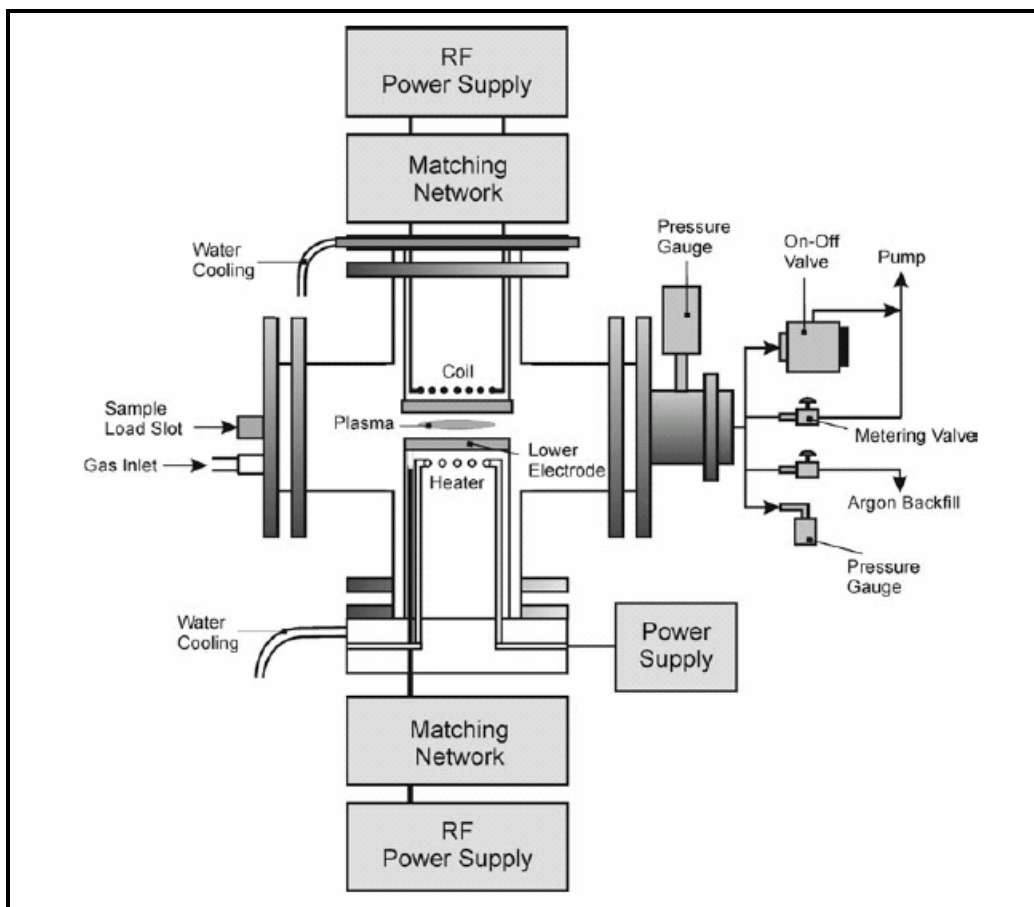 RF
Power Supply
Matching
Network
Water
Cooling
Pressure
Gauge
On-Off
Valve
Pump
Coil
Sample
Load Slot
Plasma
Metering Valve
Gas Inlet
Lower
Electrode
Heater
Argon Backfill
Pressure
Gauge
Water
Cooling
Power
Supply
Matching
Network
RF
Power Supply